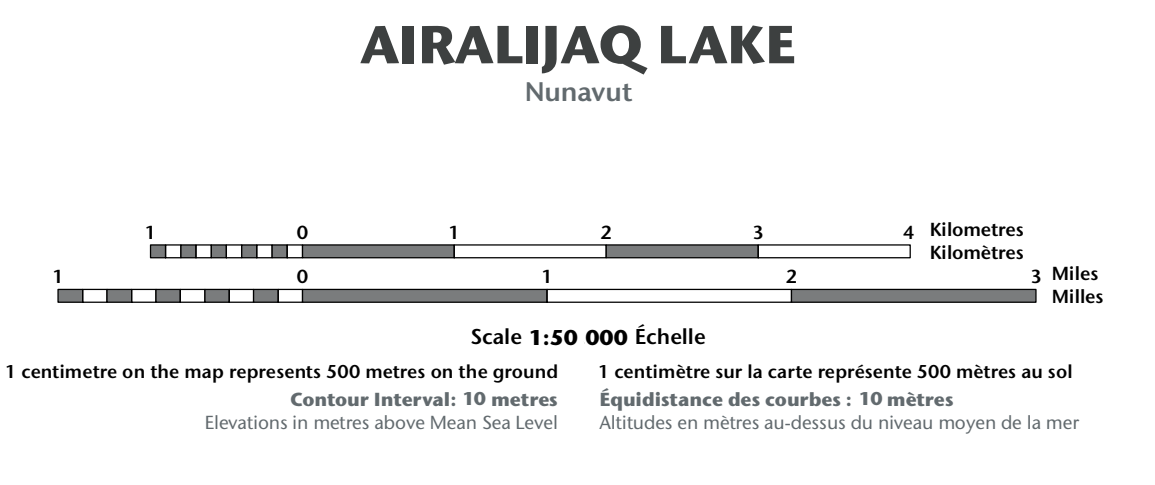 AIRALIJAQ LAKE
Nunavut
1 0 1 2 3 4 Kilometres
Kilomètres
1 0 1 2 3 Miles
Milles
Scale 1:50 000 Échelle
1 centimetre on the map represents 500 metres on the ground
Contour Interval: 10 metres
Elevations in metres above Mean Sea Level
1 centimètre sur la carte représente 500 mètres au sol
Équidistance des courbes : 10 mètres
Altitudes en mètres au-dessus du niveau moyen de la mer